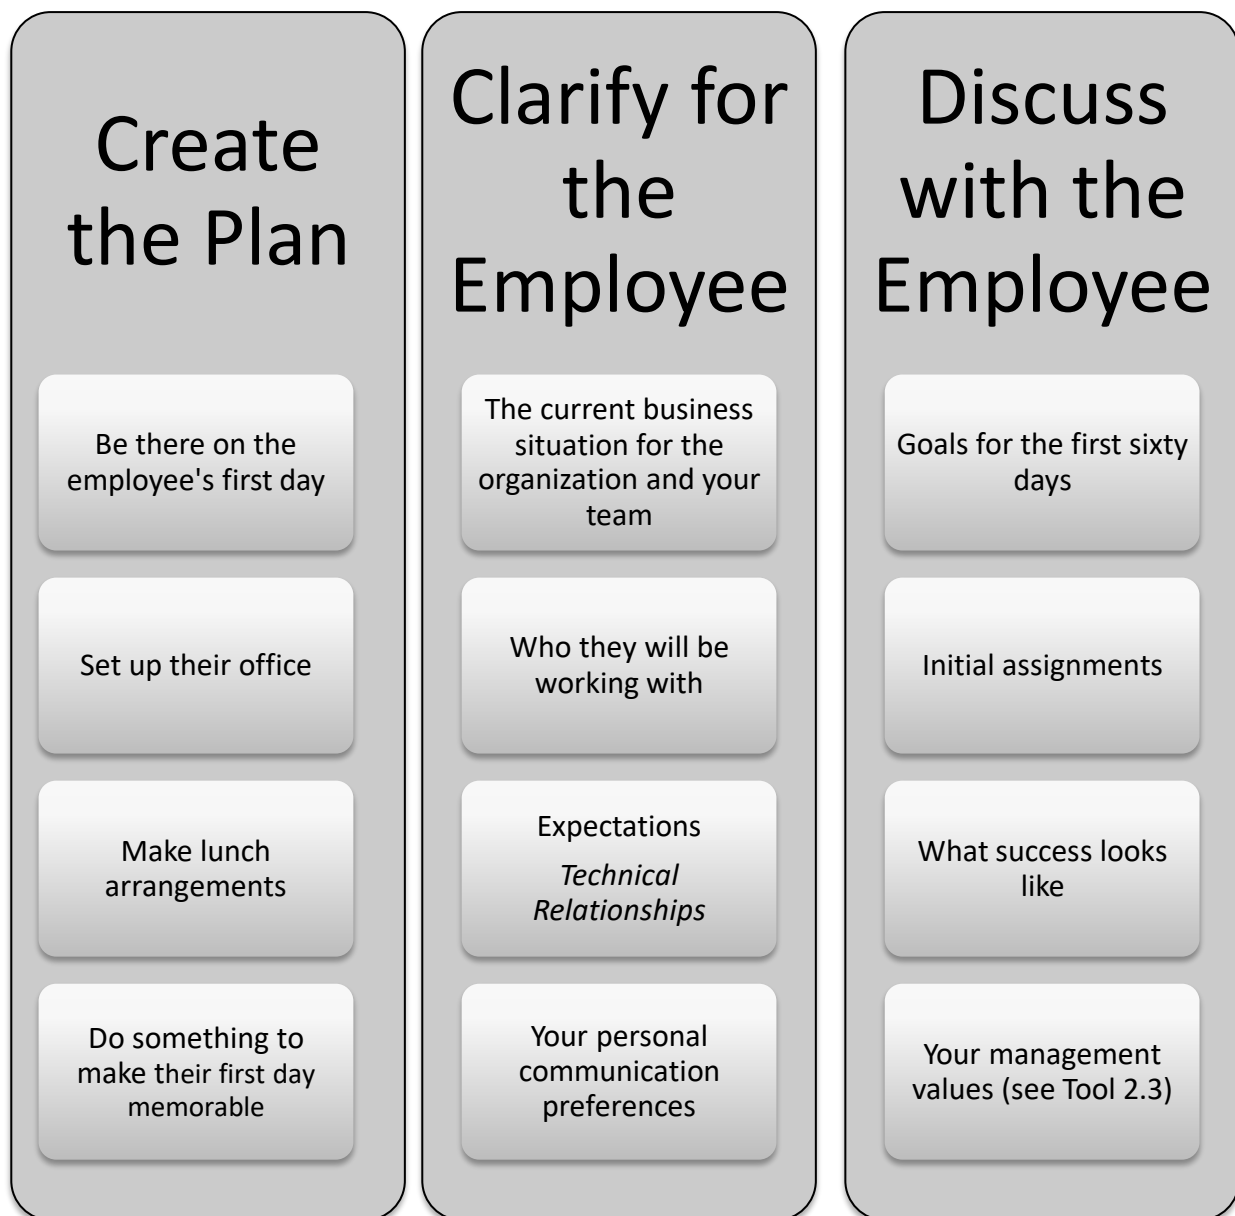 Create
the Plan
Be there on the
employee's first day
Set up their office
Make lunch
arrangements
Do something to
make their first day
memorable
Clarify for
the
Employee
The current business
situation for the
organization and your
team
Who they will be
working with
Expectations
Technical
Relationships
Your personal
communication
preferences
Discuss
with the
Employee
Goals for the first sixty
days
Initial assignments
What success looks
like
Your management
values (see Tool 2.3)